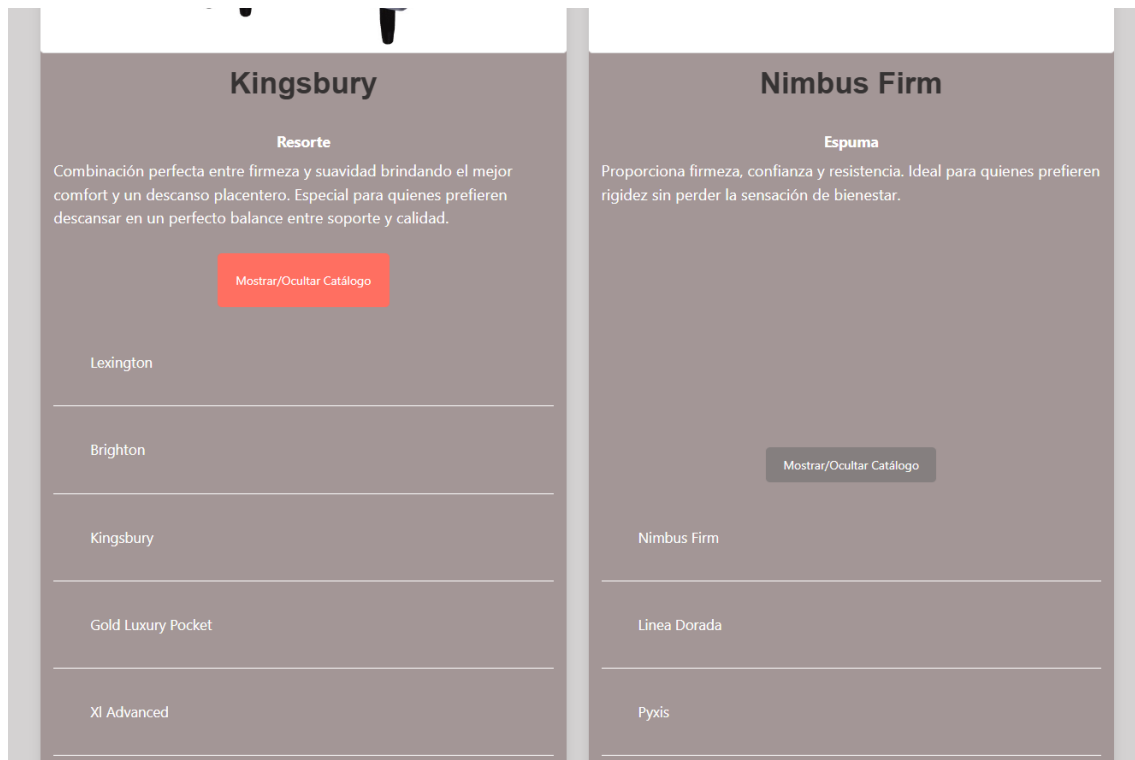 Kingsbury
Resorte
Combinación perfecta entre firmeza y suavidad brindando el mejor
comfort y un descanso placentero. Especial para quienes prefieren
descansar en un perfecto balance entre soporte y calidad.
Mostrar/Ocultar Catálogo
Lexington
Brighton
Kingsbury
Gold Luxury Pocket
Xl Advanced
Nimbus Firm
Espuma
Proporciona firmeza, confianza y resistencia. Ideal para quienes prefieren
rigidez sin perder la sensación de bienestar.
Mostrar/Ocultar Catálogo
Nimbus Firm
Linea Dorada
Pyxis